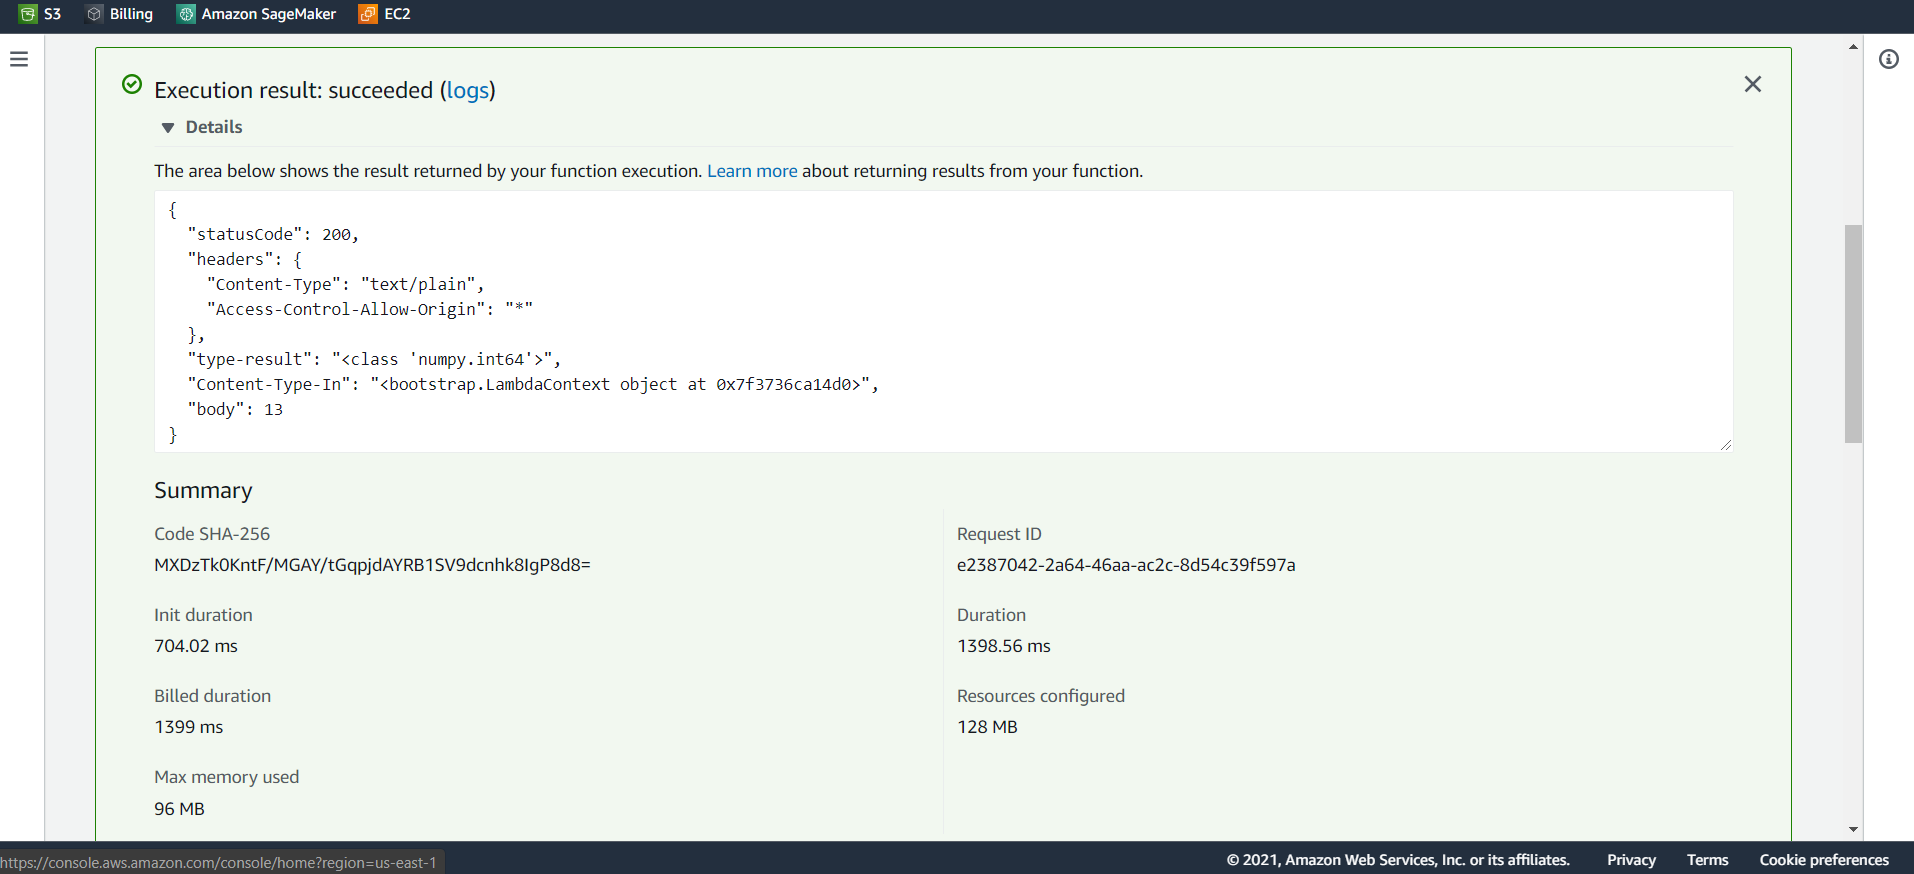 S3 Billing Amazon SageMaker EC2
Execution result: succeeded (logs)
Details
The area below shows the result returned by your function execution. Learn more about returning results from your function.
{
  "statusCode": 200,
  "headers": {
    "Content-Type": "text/plain",
    "Access-Control-Allow-Origin": "*"
  },
  "type-result": "<class 'numpy.int64'>",
  "Content-Type-In": "<bootstrap.LambdaContext object at 0x7f3736ca14d0>",
  "body": 13
}
Summary
Code SHA-256
MXDzTk0KntF/MGAY/tGqpjdAYRB1SV9dcnhk8IgP8d8=
Request ID
e2387042-2a64-46aa-ac2c-8d54c39f597a
Init duration
704.02 ms
Duration
1398.56 ms
Billed duration
1399 ms
Resources configured
128 MB
Max memory used
96 MB
https://console.aws.amazon.com/console/home?region=us-east-1
© 2021, Amazon Web Services, Inc. or its affiliates. Privacy Terms Cookie preferences